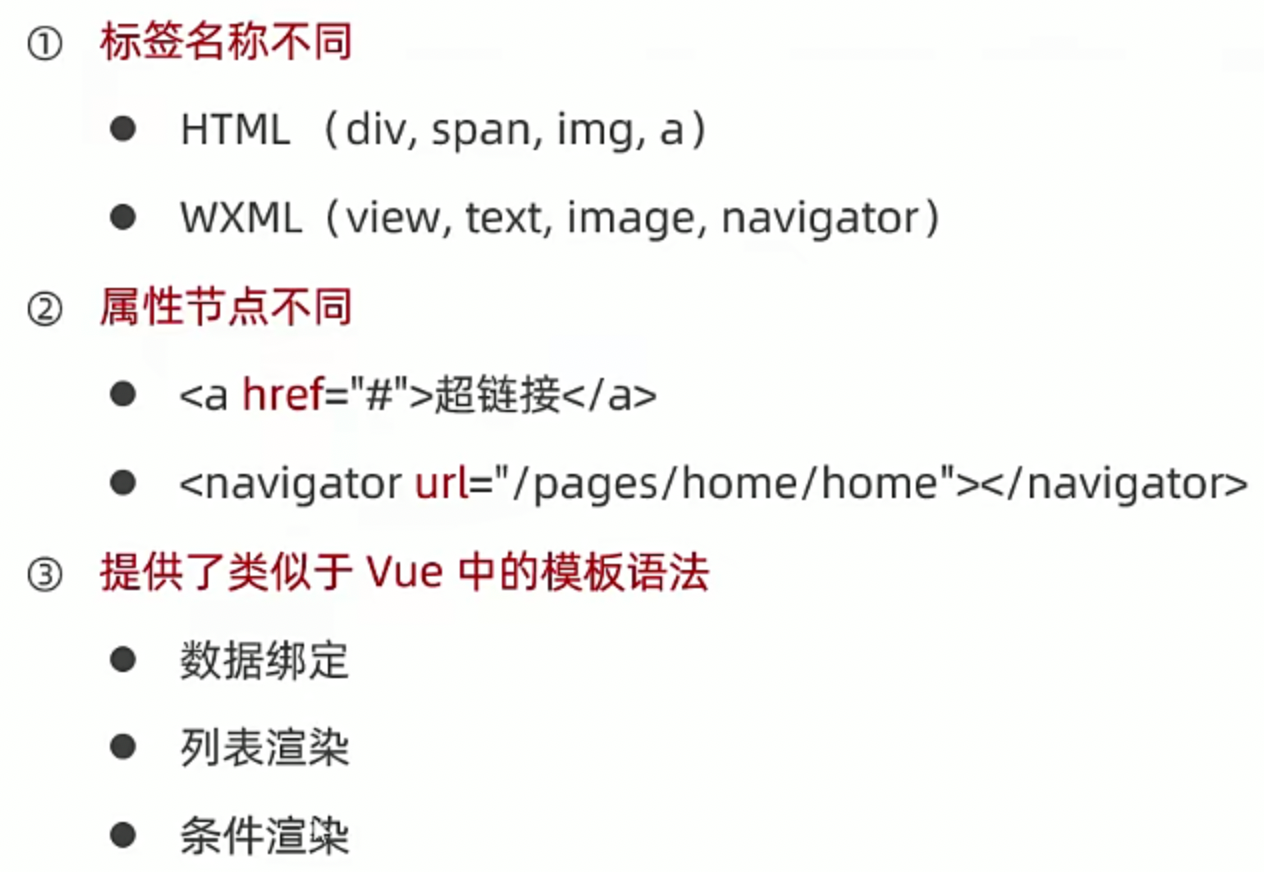 ① 标签名称不同
● HTML（div, span, img, a）
● WXML（view, text, image, navigator）
② 属性节点不同
● <a href="#">超链接</a>
● <navigator url="/pages/home/home"></navigator>
③ 提供了类似于 Vue 中的模板语法
● 数据绑定
● 列表渲染
● 条件渲染